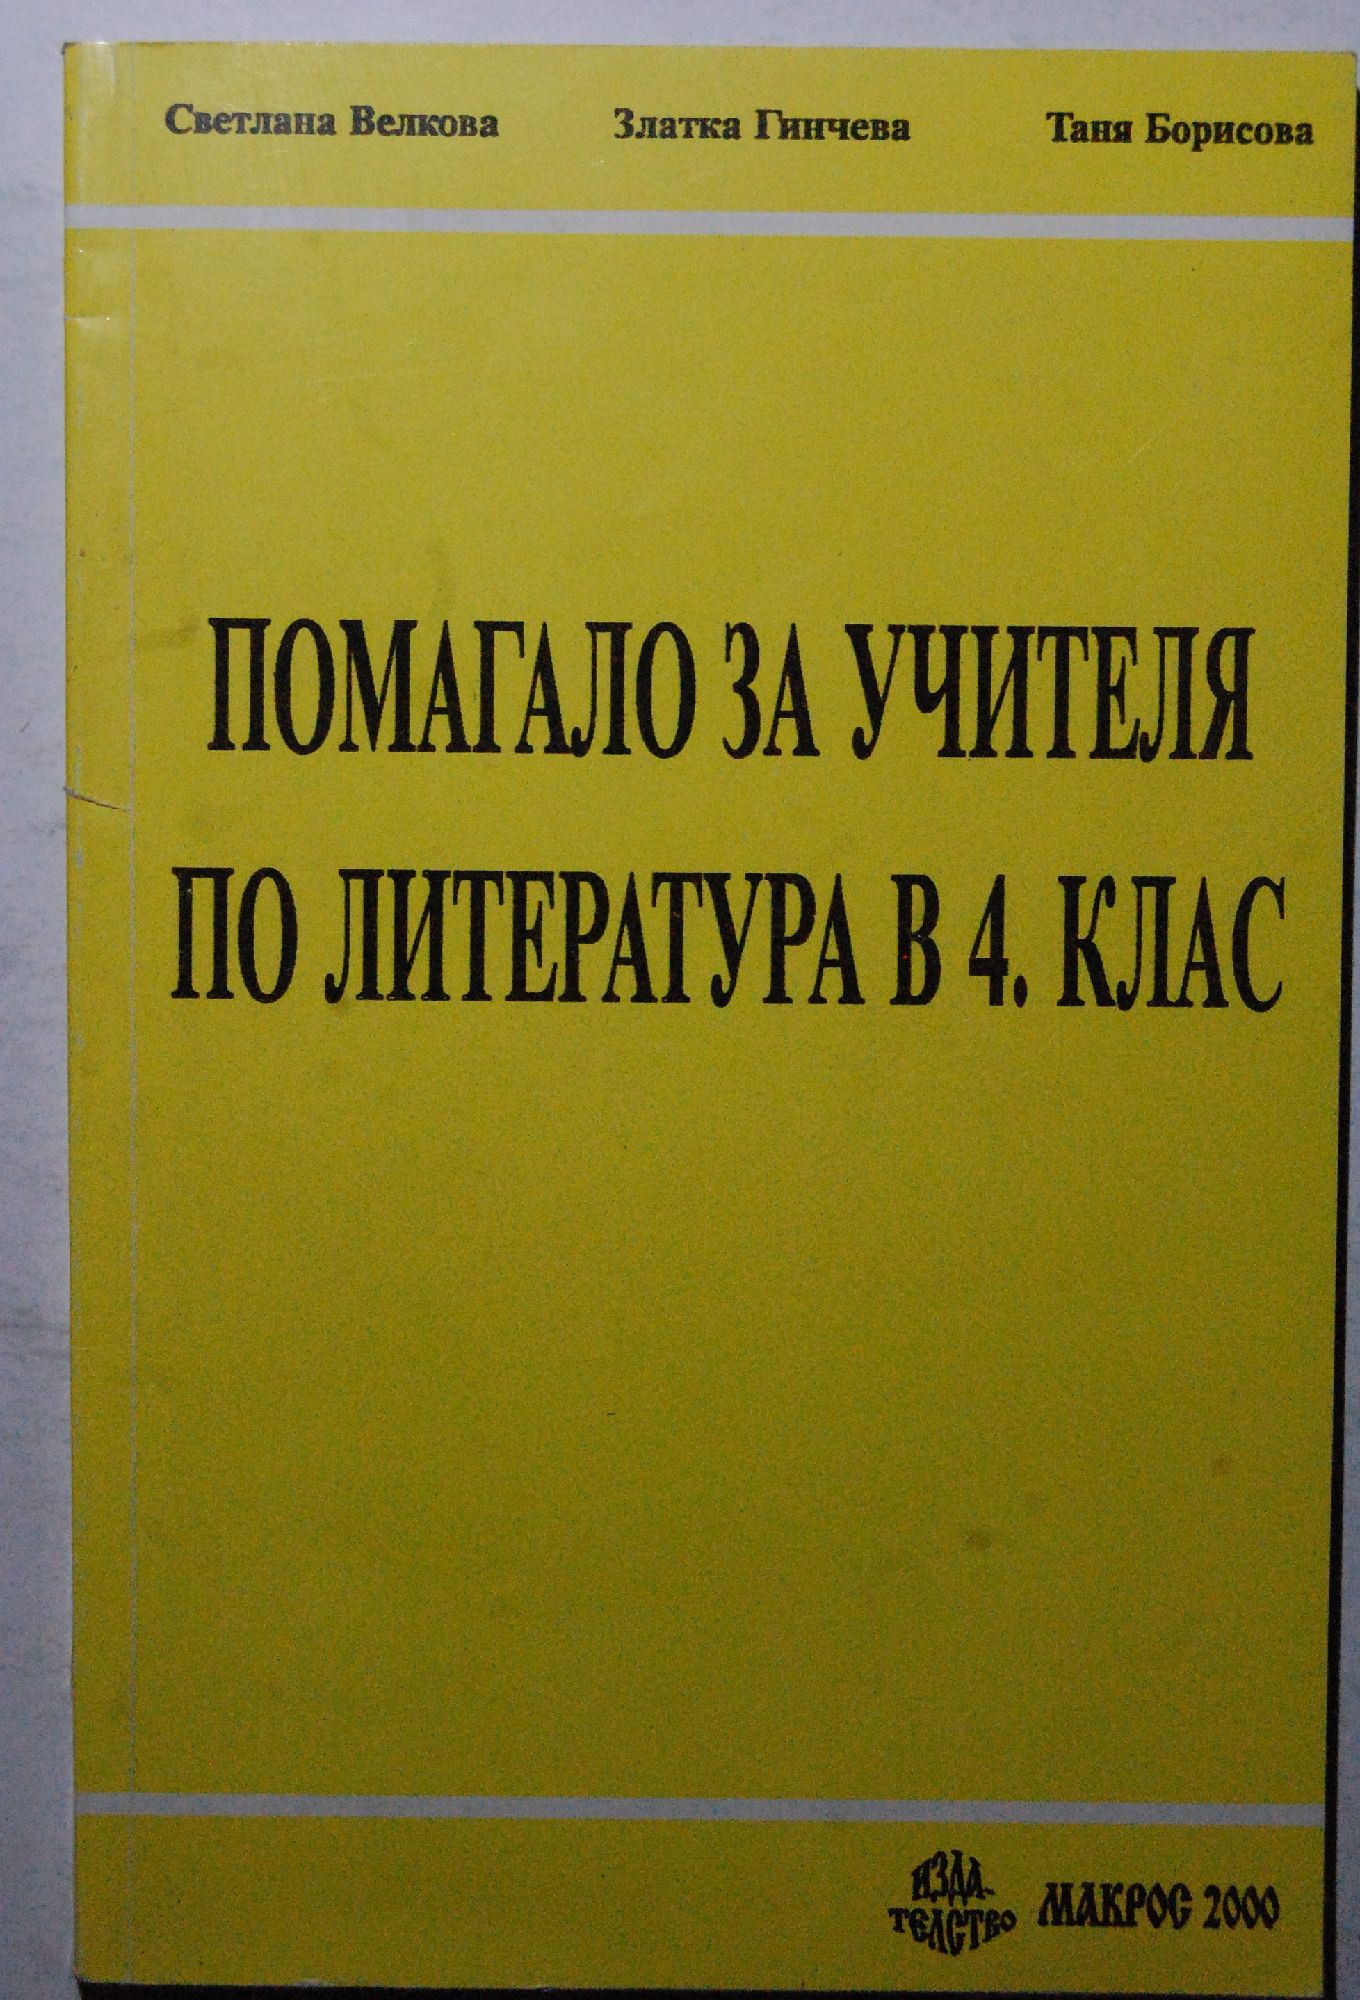 Светлана Велкова Златка Гинчева Таня Борисова
ПОМАГАЛО ЗА УЧИТЕЛЯ
ПО ЛИТЕРАТУРА В 4. КЛАС
ИЗДА-
ТЕЛСТВО МАКРОС 2000